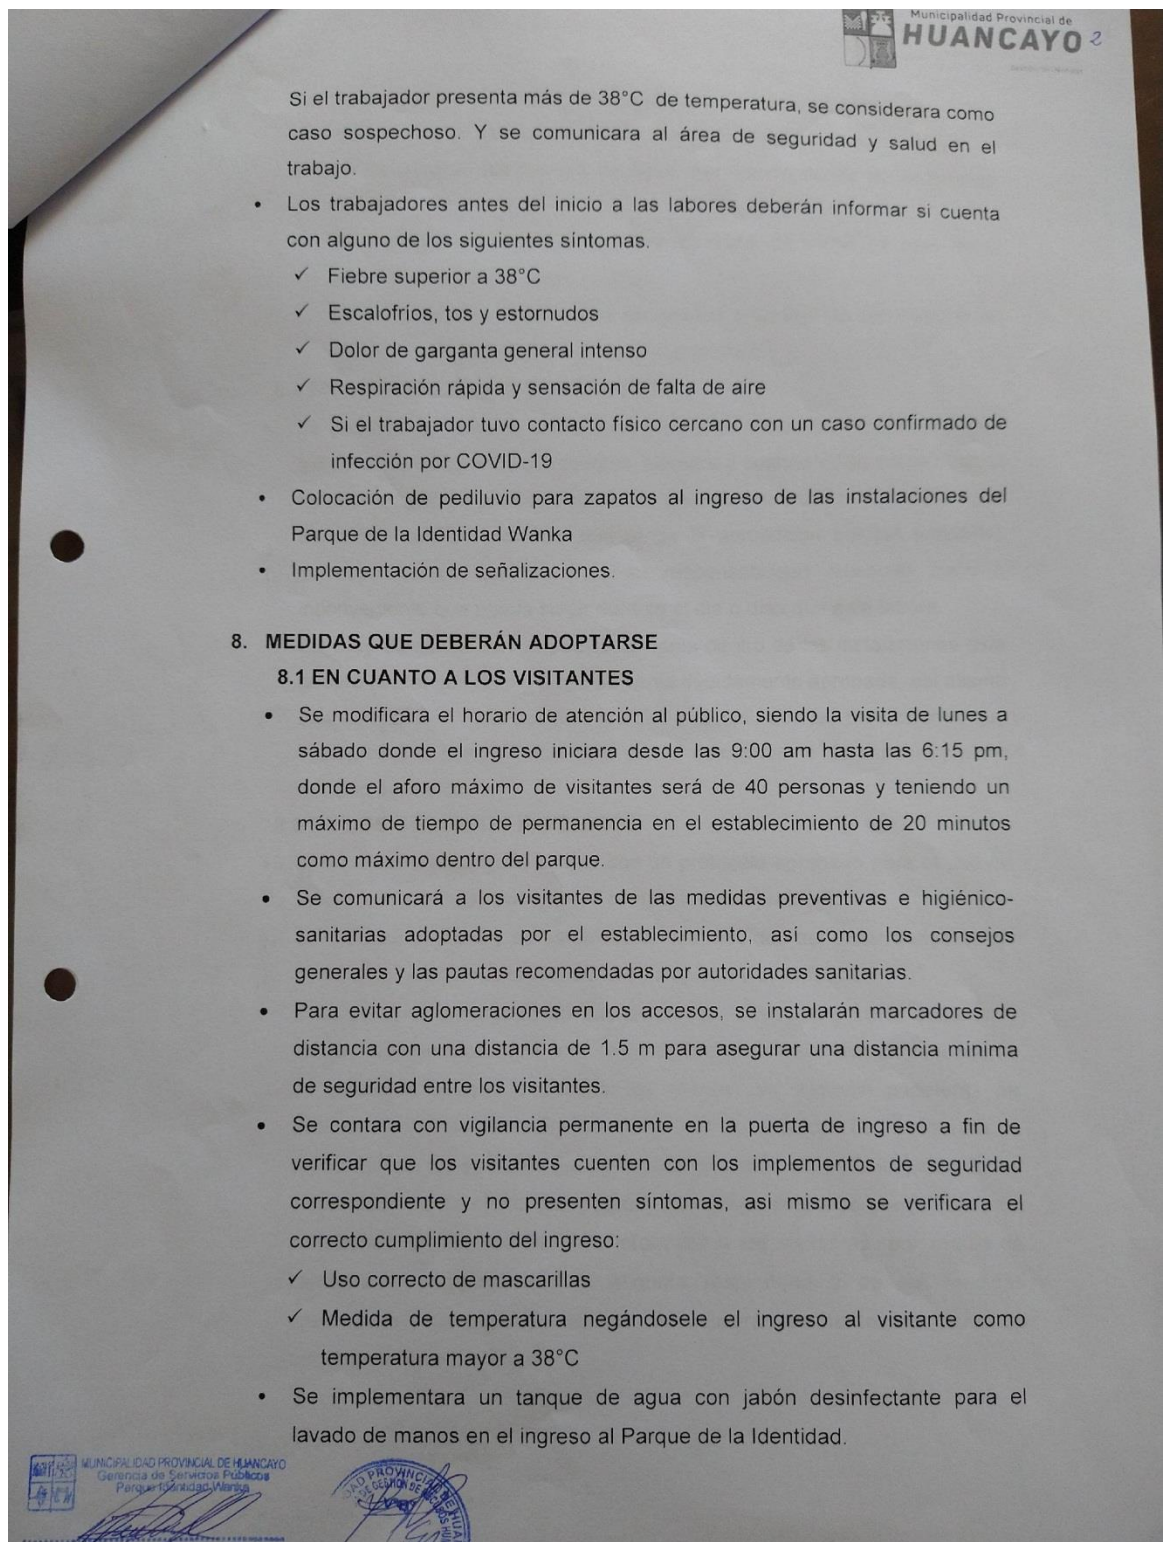 Municipalidad Provincial de
HUANCAYO 2
Si el trabajador presenta más de 38°C de temperatura, se considerara como
caso sospechoso. Y se comunicara al área de seguridad y salud en el
trabajo.
• Los trabajadores antes del inicio a las labores deberán informar si cuenta
con alguno de los siguientes síntomas.
✓ Fiebre superior a 38°C
✓ Escalofríos, tos y estornudos
✓ Dolor de garganta general intenso
✓ Respiración rápida y sensación de falta de aire
✓ Si el trabajador tuvo contacto físico cercano con un caso confirmado de
infección por COVID-19
• Colocación de pediluvio para zapatos al ingreso de las instalaciones del
Parque de la Identidad Wanka
• Implementación de señalizaciones.
8. MEDIDAS QUE DEBERÁN ADOPTARSE
8.1 EN CUANTO A LOS VISITANTES
• Se modificara el horario de atención al público, siendo la visita de lunes a
sábado donde el ingreso iniciara desde las 9:00 am hasta las 6:15 pm,
donde el aforo máximo de visitantes será de 40 personas y teniendo un
máximo de tiempo de permanencia en el establecimiento de 20 minutos
como máximo dentro del parque.
• Se comunicará a los visitantes de las medidas preventivas e higiénico-
sanitarias adoptadas por el establecimiento, así como los consejos
generales y las pautas recomendadas por autoridades sanitarias.
• Para evitar aglomeraciones en los accesos, se instalarán marcadores de
distancia con una distancia de 1.5 m para asegurar una distancia mínima
de seguridad entre los visitantes.
• Se contara con vigilancia permanente en la puerta de ingreso a fin de
verificar que los visitantes cuenten con los implementos de seguridad
correspondiente y no presenten síntomas, asi mismo se verificara el
correcto cumplimiento del ingreso:
✓ Uso correcto de mascarillas
✓ Medida de temperatura negándosele el ingreso al visitante como
temperatura mayor a 38°C
• Se implementara un tanque de agua con jabón desinfectante para el
lavado de manos en el ingreso al Parque de la Identidad.
MUNICIPALIDAD PROVINCIAL DE HUANCAYO
Gerencia de Servicios Públicos
Parque Identidad Wanka